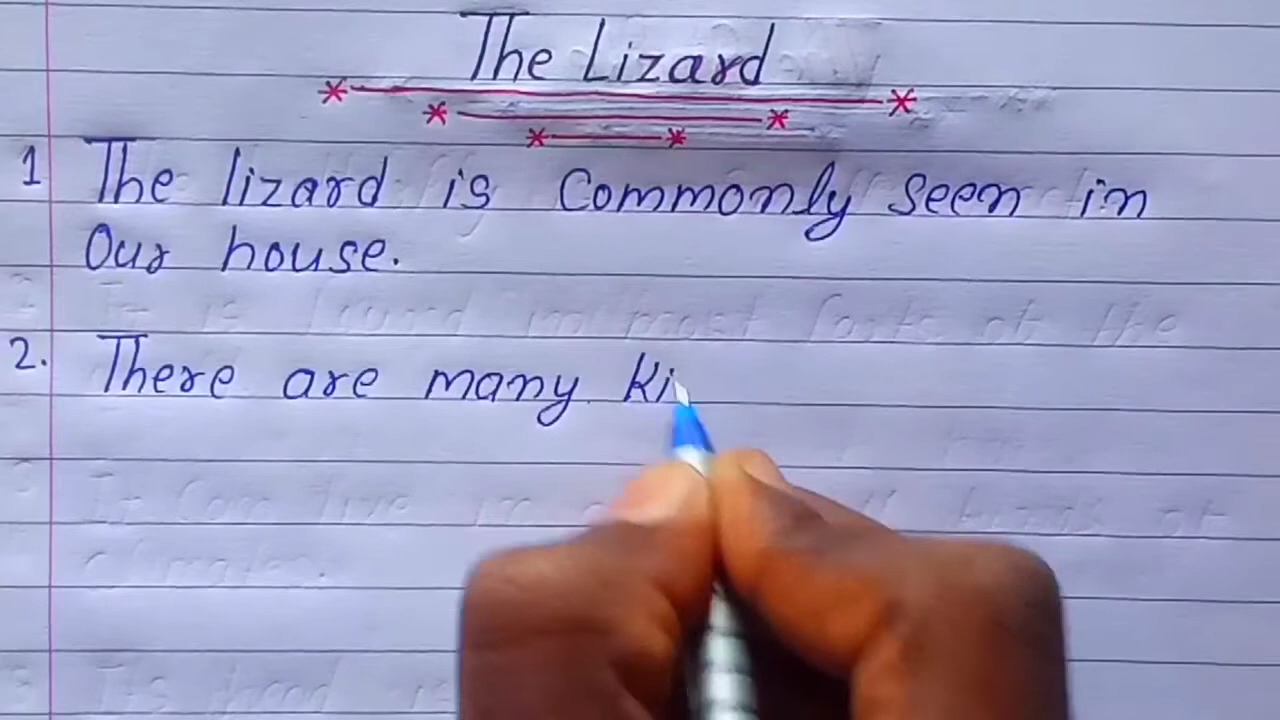 The Lizard
1 The lizard is Commonly seen in
Our house.
2. There are many Ki